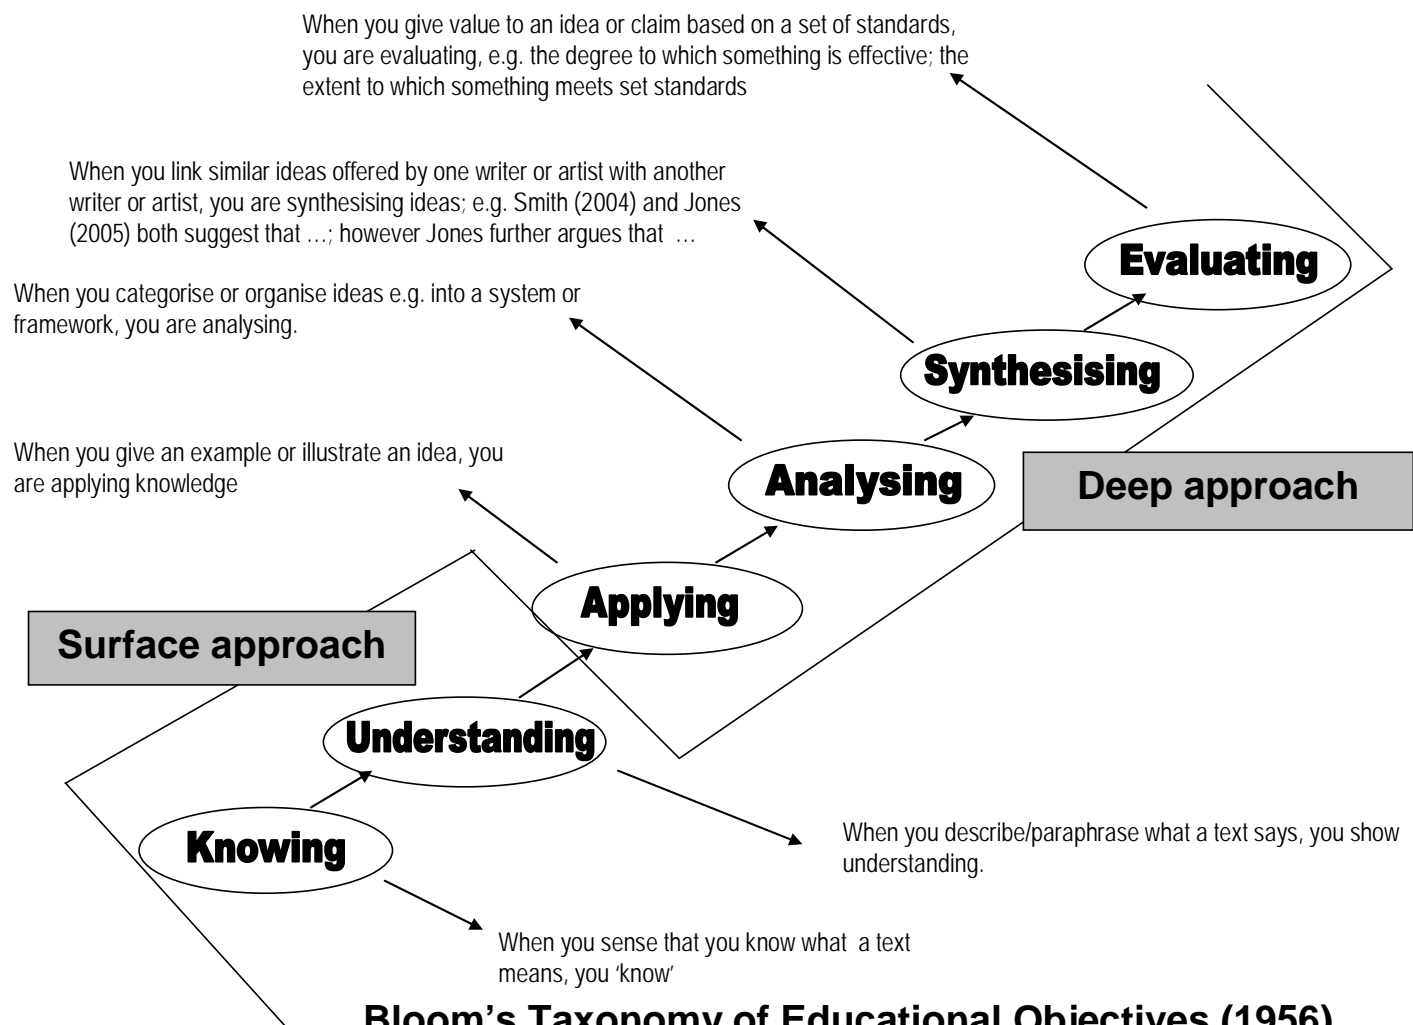 When you give value to an idea or claim based on a set of standards,
you are evaluating, e.g. the degree to which something is effective; the
extent to which something meets set standards
When you link similar ideas offered by one writer or artist with another
writer or artist, you are synthesising ideas; e.g. Smith (2004) and Jones
(2005) both suggest that …; however Jones further argues that …
Evaluating
When you categorise or organise ideas e.g. into a system or
framework, you are analysing.
Synthesising
When you give an example or illustrate an idea, you
are applying knowledge
Analysing
Deep approach
Applying
Surface approach
Understanding
When you describe/paraphrase what a text says, you show
understanding.
Knowing
When you sense that you know what a text
means, you ‘know’
Bloom’s Taxonomy of Educational Objectives (1956)